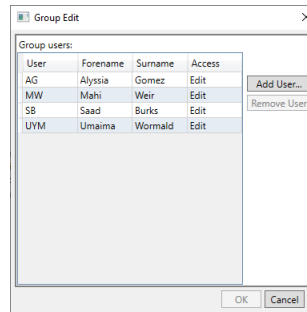 Group Edit
Group users:
User Forename Surname Access
AG Alyssia Gomez Edit
MW Mahi Weir Edit
SB Saad Burks Edit
UYM Umaima Wormald Edit
Add User...
Remove User
OK Cancel